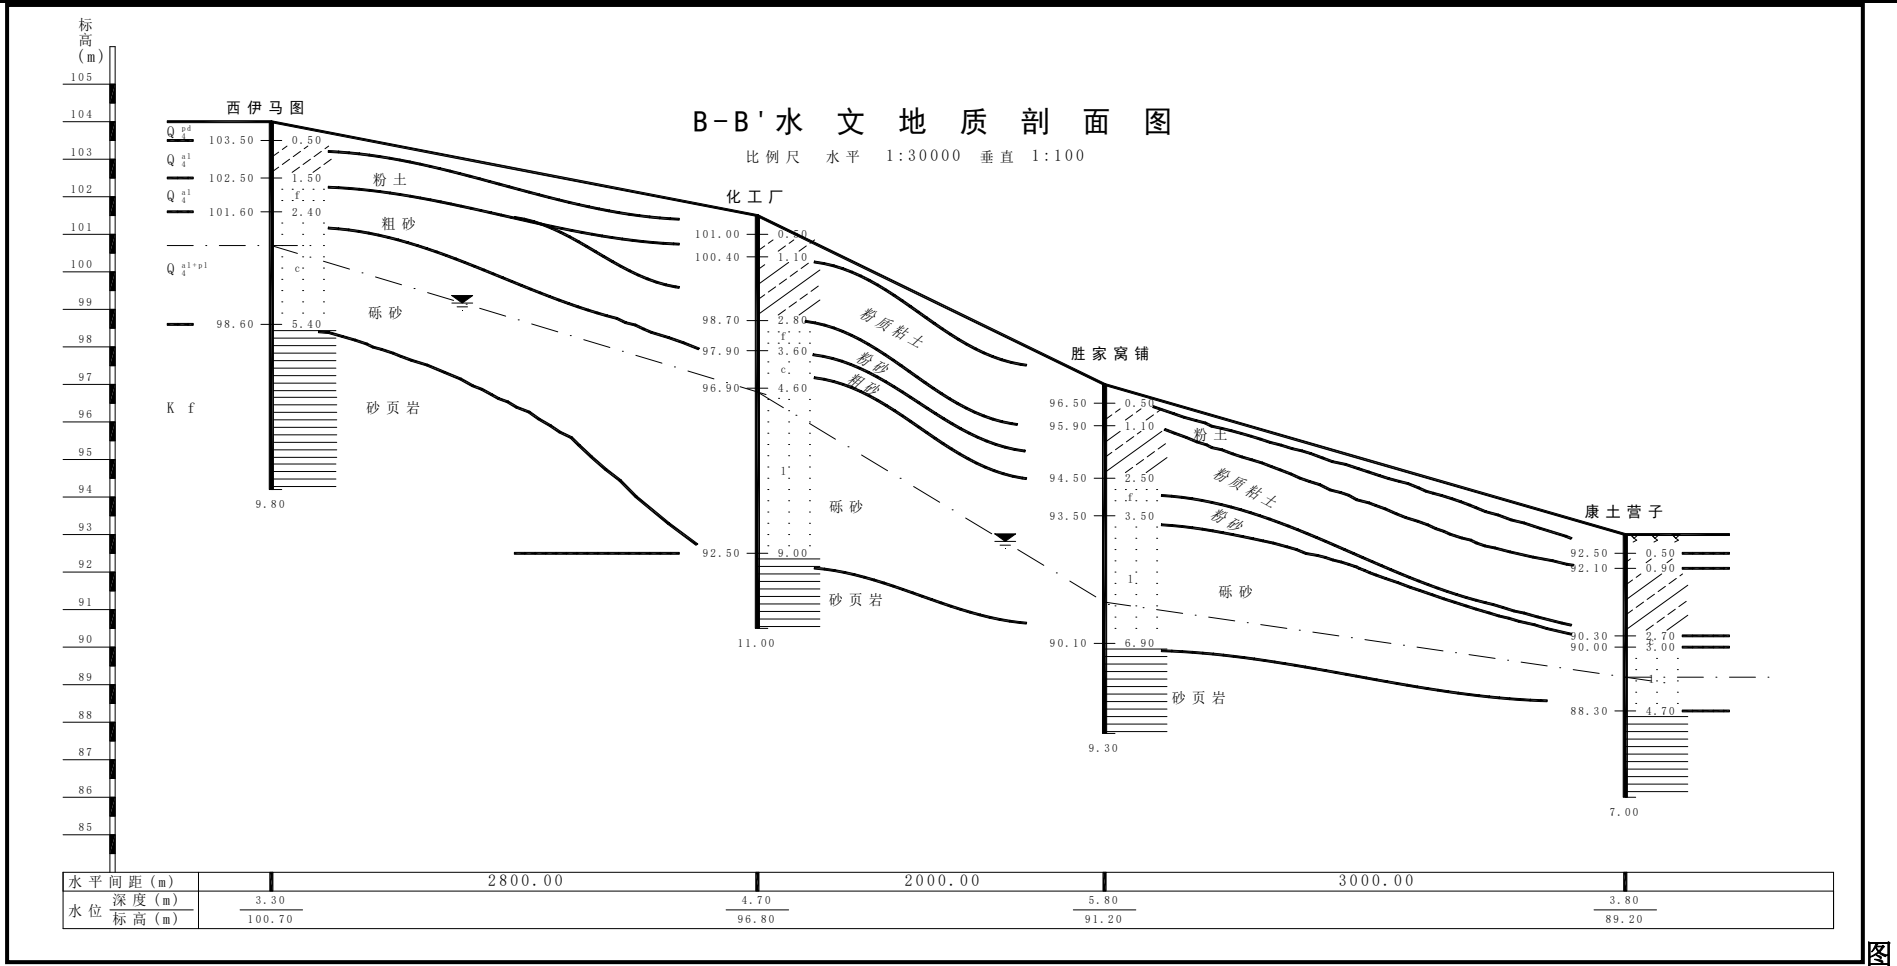 标
高
(m)
105
104
103
102
101
100
99
98
97
96
95
94
93
92
91
90
89
88
87
86
85
B-B'水文地质剖面图
比例尺 水平 1:30000 垂直 1:100
西伊马图
Q4 pd
103.50 0.50
Q4 al
102.50 1.50
Q4 al
f
101.60 2.40
Q4 al+pl
c
98.60 5.40
K f
9.80
粉土
粗砂
砾砂
砂页岩
化工厂
101.00 0.50
100.40 1.10
98.70 2.80
f
97.90 3.60
c
96.90 4.60
l
92.50 9.00
11.00
粉质粘土
粉砂
粗砂
砾砂
砂页岩
胜家窝铺
96.50 0.50
95.90 1.10
94.50 2.50
f
93.50 3.50
l
90.10 6.90
9.30
粉土
粉质粘土
粉砂
砾砂
砂页岩
康土营子
92.50 0.50
92.10 0.90
90.30 2.70
90.00 3.00
l
88.30 4.70
7.00
水平间距(m) 2800.00 2000.00 3000.00
水位 深度(m) 3.30 4.70 5.80 3.80
标高(m) 100.70 96.80 91.20 89.20
图